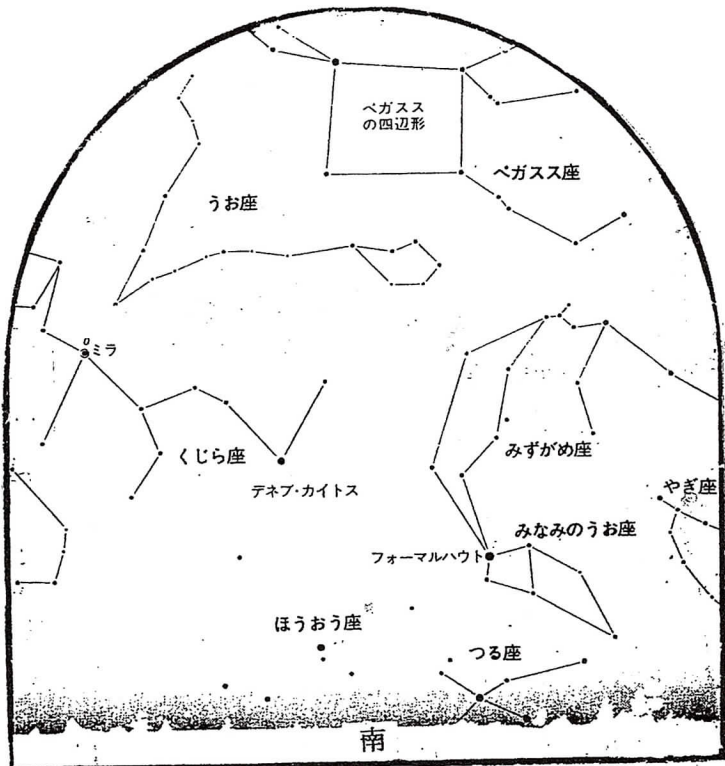 ペガスス
の四辺形
ペガスス座
うお座
ミラ
くじら座
デネブ・カイトス
みずがめ座
やぎ座
みなみのうお座
フォーマルハウト
ほうおう座
つる座
南